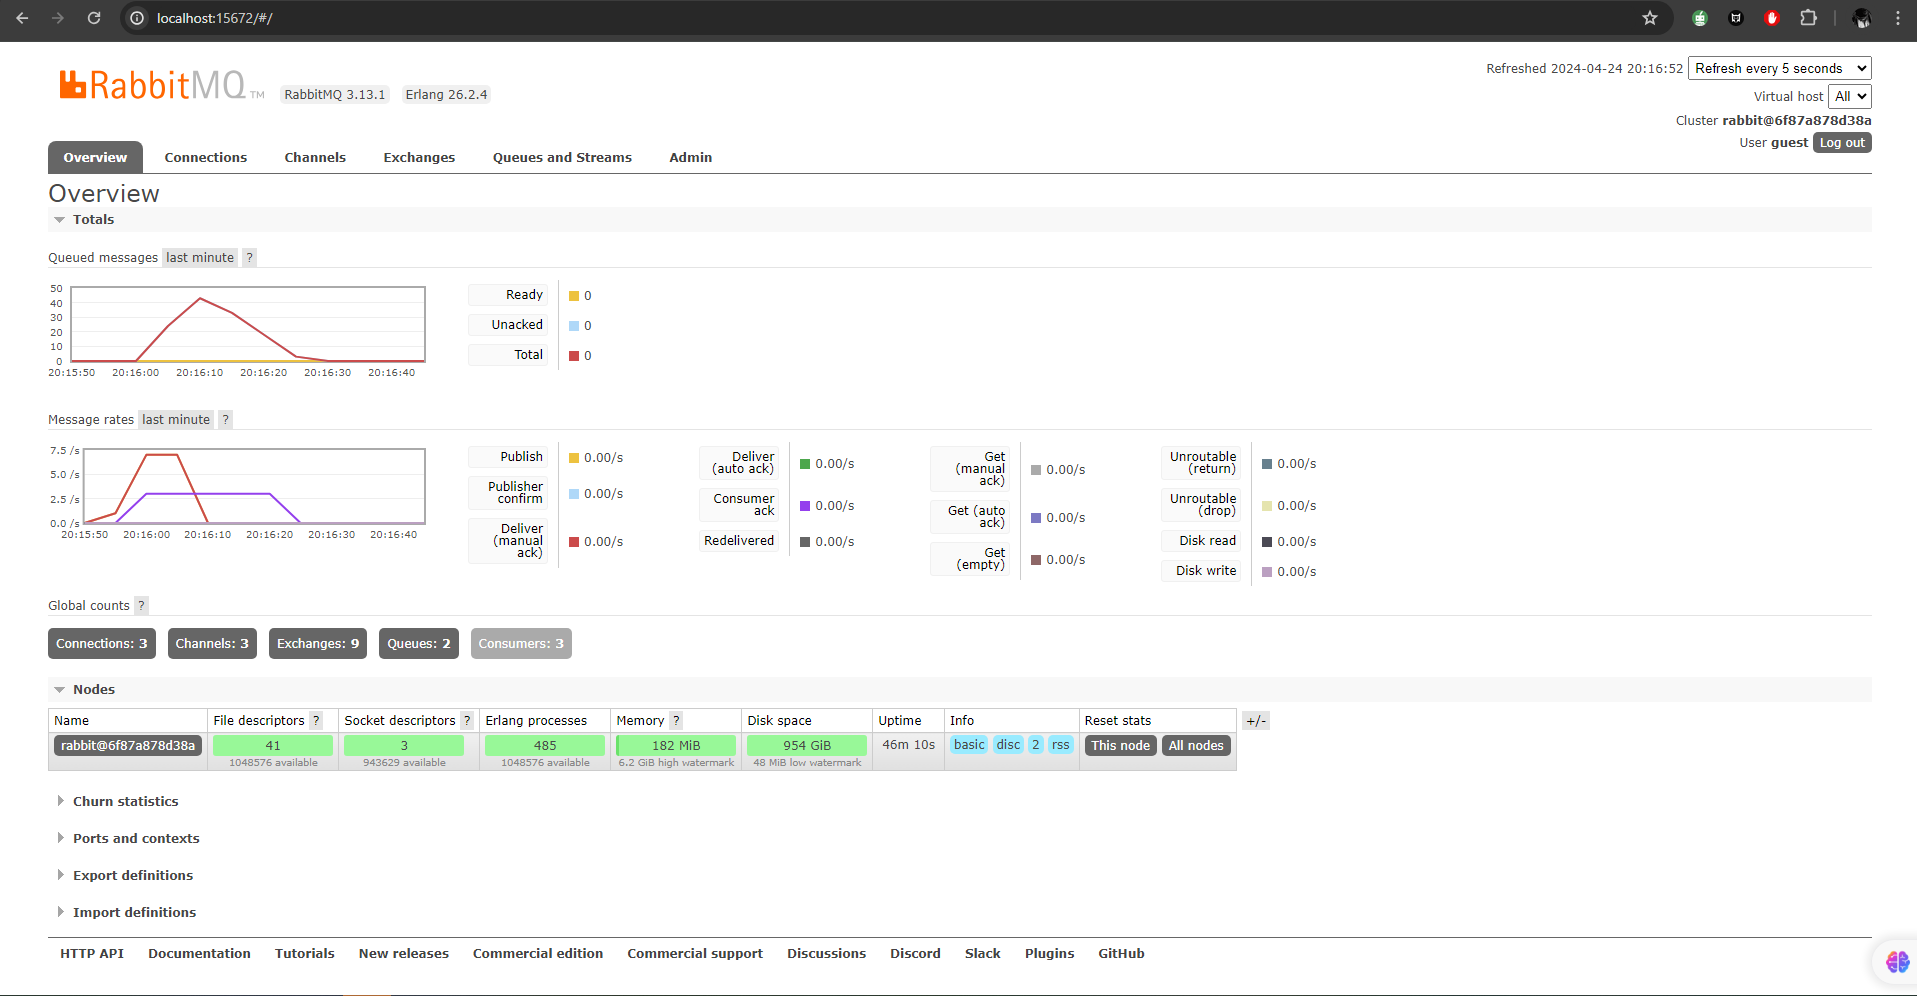 localhost:15672/#/
RabbitMQ TM RabbitMQ 3.13.1 Erlang 26.2.4
Refreshed 2024-04-24 20:16:52 Refresh every 5 seconds
Virtual host All
Cluster rabbit@6f87a878d38a
User guest Log out
Overview Connections Channels Exchanges Queues and Streams Admin
Overview
Totals
Queued messages last minute ?
50
40
30
20
10
0
20:15:50 20:16:00 20:16:10 20:16:20 20:16:30 20:16:40
Ready 0
Unacked 0
Total 0
Message rates last minute ?
7.5 /s
5.0 /s
2.5 /s
0.0 /s
20:15:50 20:16:00 20:16:10 20:16:20 20:16:30 20:16:40
Publish 0.00/s
Publisher
confirm 0.00/s
Deliver
(manual
ack) 0.00/s
Deliver
(auto ack) 0.00/s
Consumer
ack 0.00/s
Redelivered 0.00/s
Get
(manual
ack) 0.00/s
Get (auto
ack) 0.00/s
Get
(empty) 0.00/s
Unroutable
(return) 0.00/s
Unroutable
(drop) 0.00/s
Disk read 0.00/s
Disk write 0.00/s
Global counts ?
Connections: 3 Channels: 3 Exchanges: 9 Queues: 2 Consumers: 3
Nodes
Name File descriptors ? Socket descriptors ? Erlang processes Memory ? Disk space Uptime Info Reset stats +/-
rabbit@6f87a878d38a 41 3 485 182 MiB 954 GiB 46m 10s basic disc 2 rss This node All nodes
1048576 available 943629 available 1048576 available 6.2 GiB high watermark 48 MiB low watermark
Churn statistics
Ports and contexts
Export definitions
Import definitions
HTTP API Documentation Tutorials New releases Commercial edition Commercial support Discussions Discord Slack Plugins GitHub